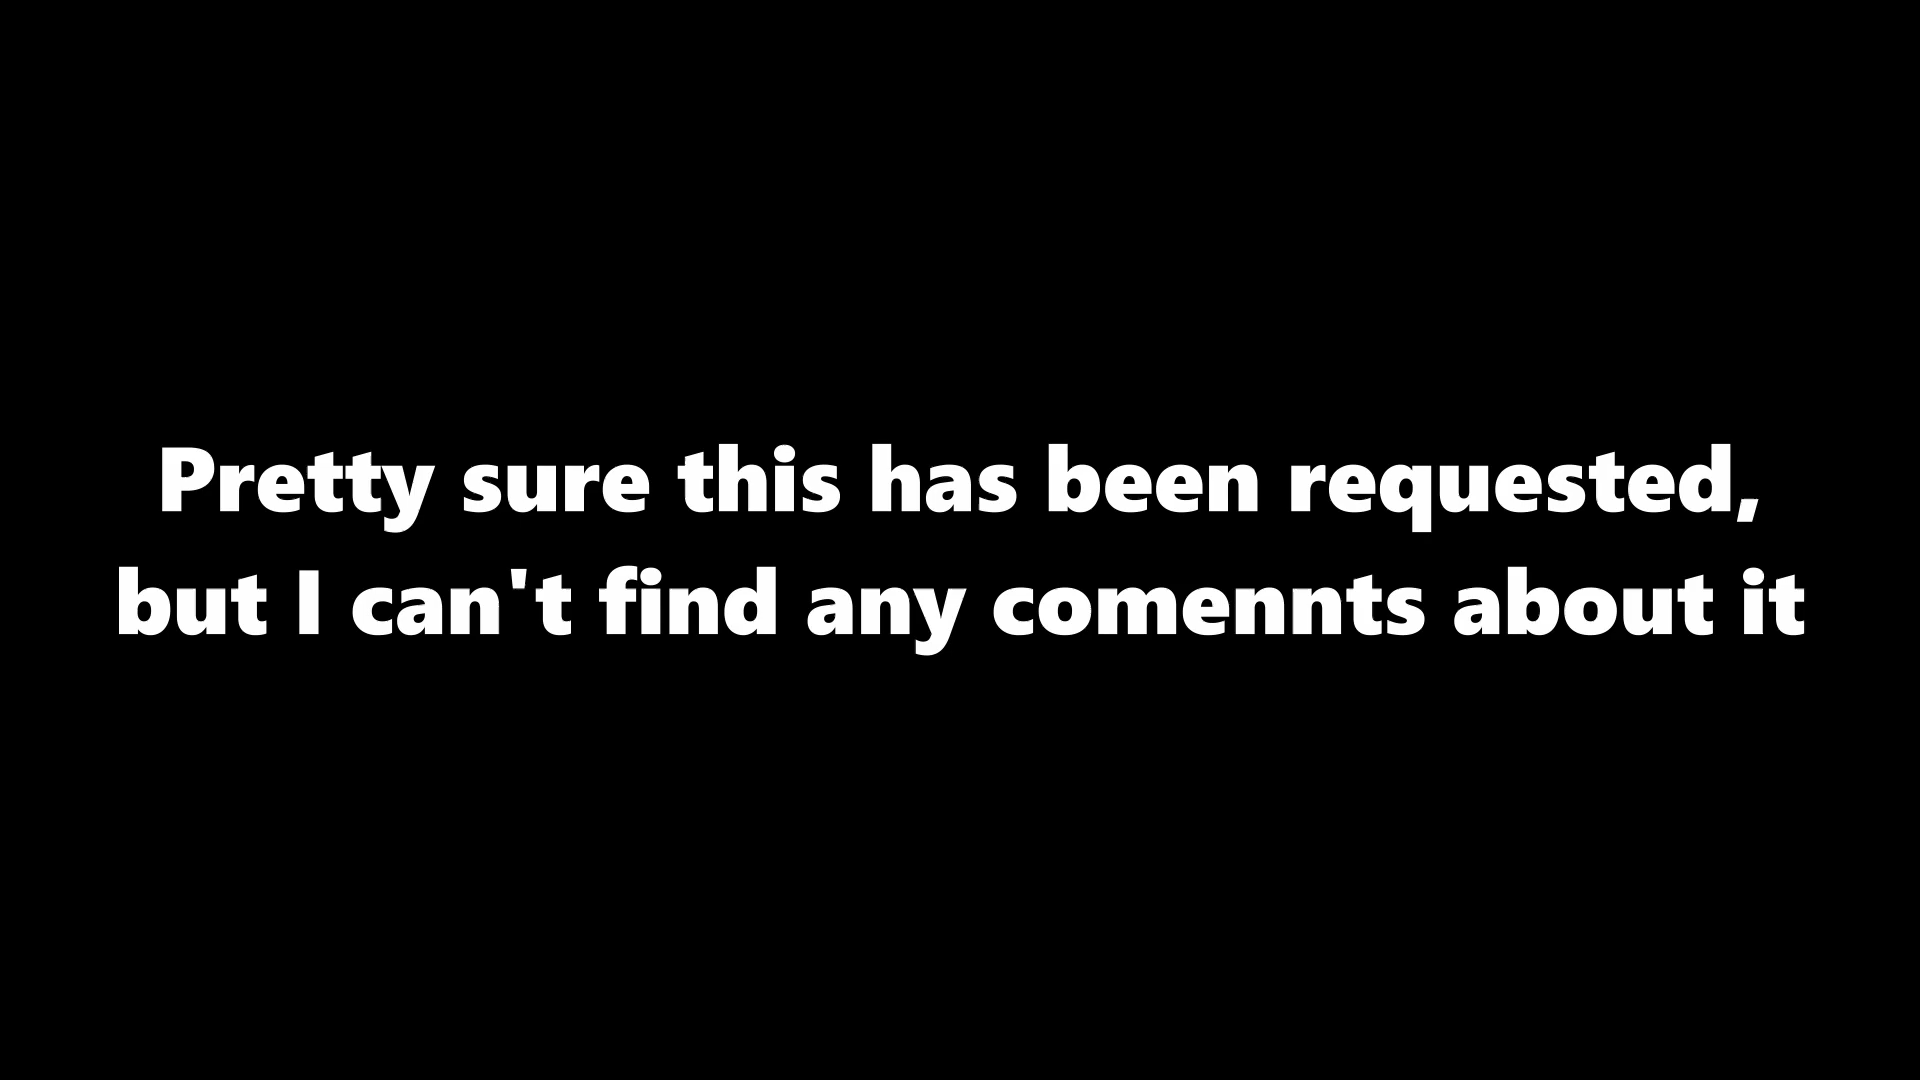 Pretty sure this has been requested,
but I can't find any comennts about it